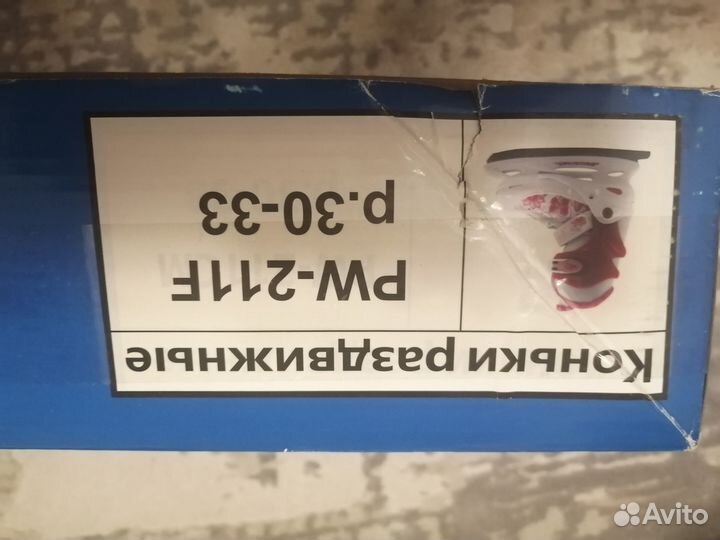 Коньки раздвижные
PW-211F
р.30-33
Avito